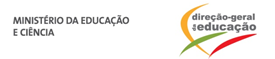 MINISTÉRIO DA EDUCAÇÃO
E CIÊNCIA
direção-geral
da educação